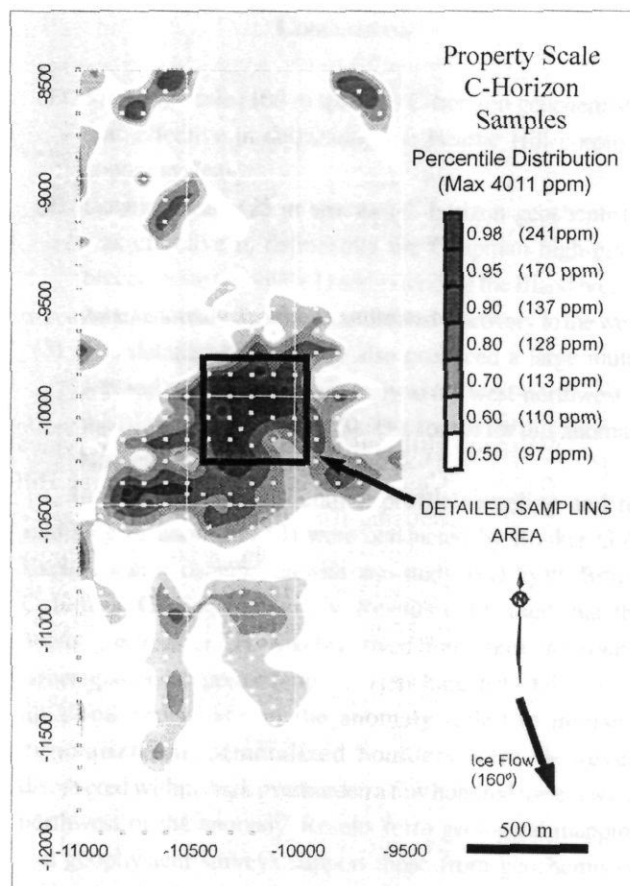 Property Scale
C-Horizon
Samples
Percentile Distribution
(Max 4011 ppm)
0.98 (241ppm)
0.95 (170 ppm)
0.90 (137 ppm)
0.80 (128 ppm)
0.70 (113 ppm)
0.60 (110 ppm)
0.50 (97 ppm)
DETAILED SAMPLING
AREA
N
Ice Flow
(160º)
500 m
-8500
-9000
-9500
-10000
-10500
-11000
-11500
-12000
-11000 -10500 -10000 -9500